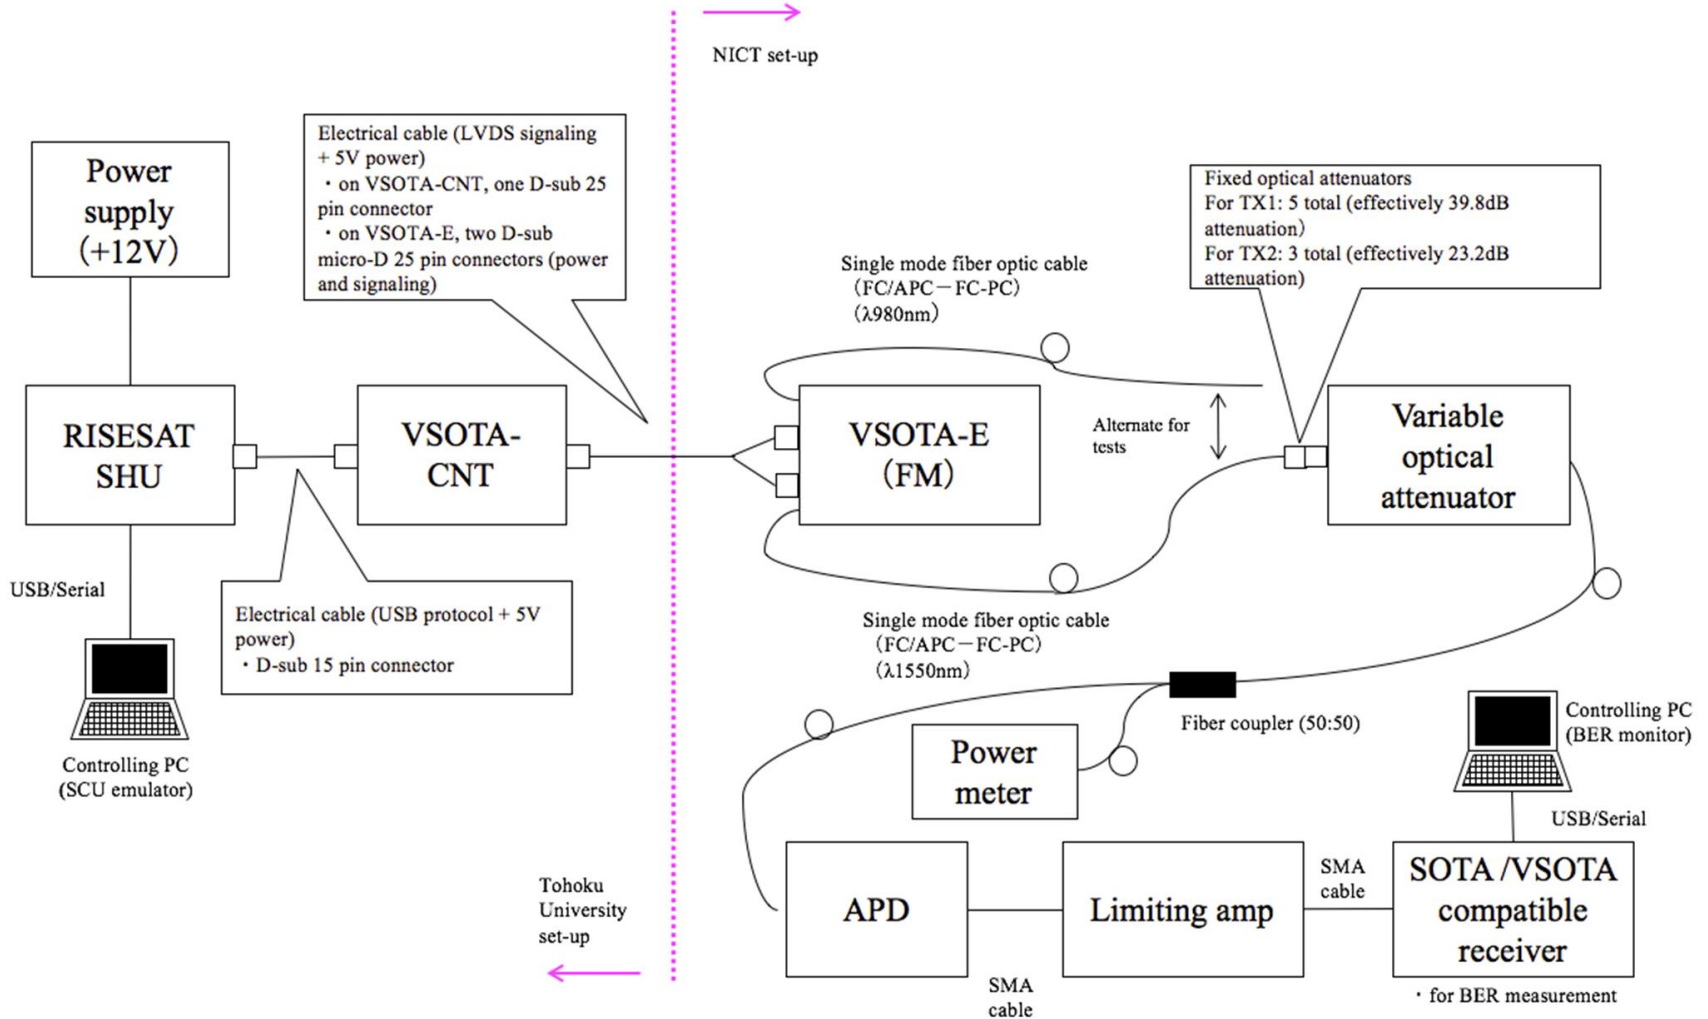 NICT set-up
Power
supply
(+12V)
Electrical cable (LVDS signaling
+ 5V power)
・on VSOTA-CNT, one D-sub 25
pin connector
・on VSOTA-E, two D-sub
micro-D 25 pin connectors (power
and signaling)
Fixed optical attenuators
For TX1: 5 total (effectively 39.8dB
attenuation)
For TX2: 3 total (effectively 23.2dB
attenuation)
Single mode fiber optic cable
(FC/APC－FC-PC)
(λ980nm)
RISESAT
SHU
VSOTA-
CNT
VSOTA-E
(FM)
Alternate for
tests
Variable
optical
attenuator
USB/Serial
Electrical cable (USB protocol + 5V
power)
・D-sub 15 pin connector
Single mode fiber optic cable
(FC/APC－FC-PC)
(λ1550nm)
Controlling PC
(SCU emulator)
Fiber coupler (50:50)
Power
meter
Controlling PC
(BER monitor)
USB/Serial
Tohoku
University
set-up
APD
SMA
cable
Limiting amp
SMA
cable
SOTA /VSOTA
compatible
receiver
・for BER measurement